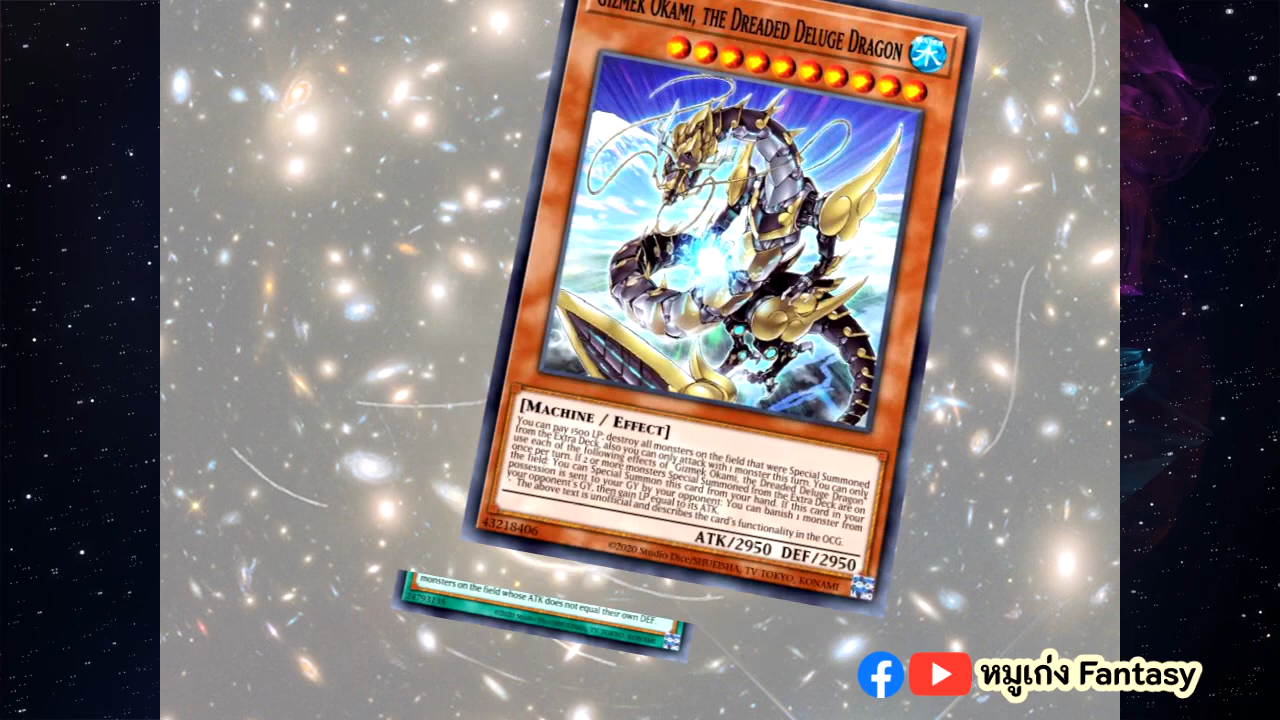 GIZMEK OKAMI, THE DREADED DELUGE DRAGON
水
[MACHINE / EFFECT]
You can pay 1500 LP; destroy all monsters on the field that were Special Summoned
from the Extra Deck, also you can only attack with 1 monster this turn. You can only
use each of the following effects of "Gizmek Okami, the Dreaded Deluge Dragon"
once per turn. If 2 or more monsters Special Summoned from the Extra Deck are on
the field: You can Special Summon this card from your hand. If this card in your
possession is sent to your GY by your opponent: You can banish 1 monster from
your opponent's GY, then gain LP equal to its ATK.
* The above text is unofficial and describes the card's functionality in the OCG.
ATK/2950 DEF/2950
43218406
©2020 Studio Dice/SHUEISHA, TV TOKYO, KONAMI
monsters on the field whose ATK does not equal their own DEF.
หมูเก่ง Fantasy